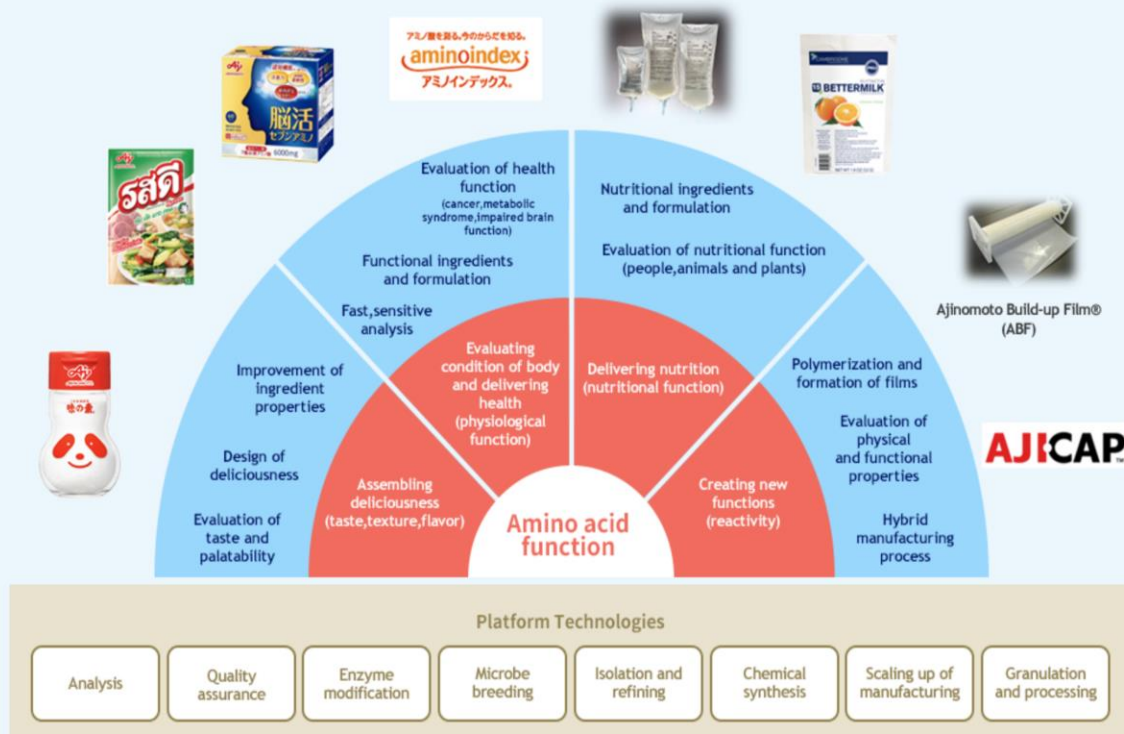 アミノ酸を測る。今のからだを知る。
aminoindex
アミノインデックス。
脳活
セブンアミノ
6000mg
BETTERMILK
รสดี
味の素
Evaluation of health
function
(cancer,metabolic
syndrome,impaired brain
function)
Functional ingredients
and formulation
Fast,sensitive
analysis
Nutritional ingredients
and formulation
Evaluation of nutritional function
(people,animals and plants)
Ajinomoto Build-up Film®
(ABF)
Improvement of
ingredient
properties
Design of
deliciousness
Evaluation of
taste and
palatability
Evaluating
condition of body
and delivering
health
(physiological
function)
Delivering nutrition
(nutritional function)
Assembling
deliciousness
(taste,texture,flavor)
Creating new
functions
(reactivity)
Polymerization and
formation of films
Evaluation of
physical
and functional
properties
Hybrid
manufacturing
process
AJICAP™
Amino acid
function
Platform Technologies
Analysis
Quality
assurance
Enzyme
modification
Microbe
breeding
Isolation and
refining
Chemical
synthesis
Scaling up of
manufacturing
Granulation
and processing